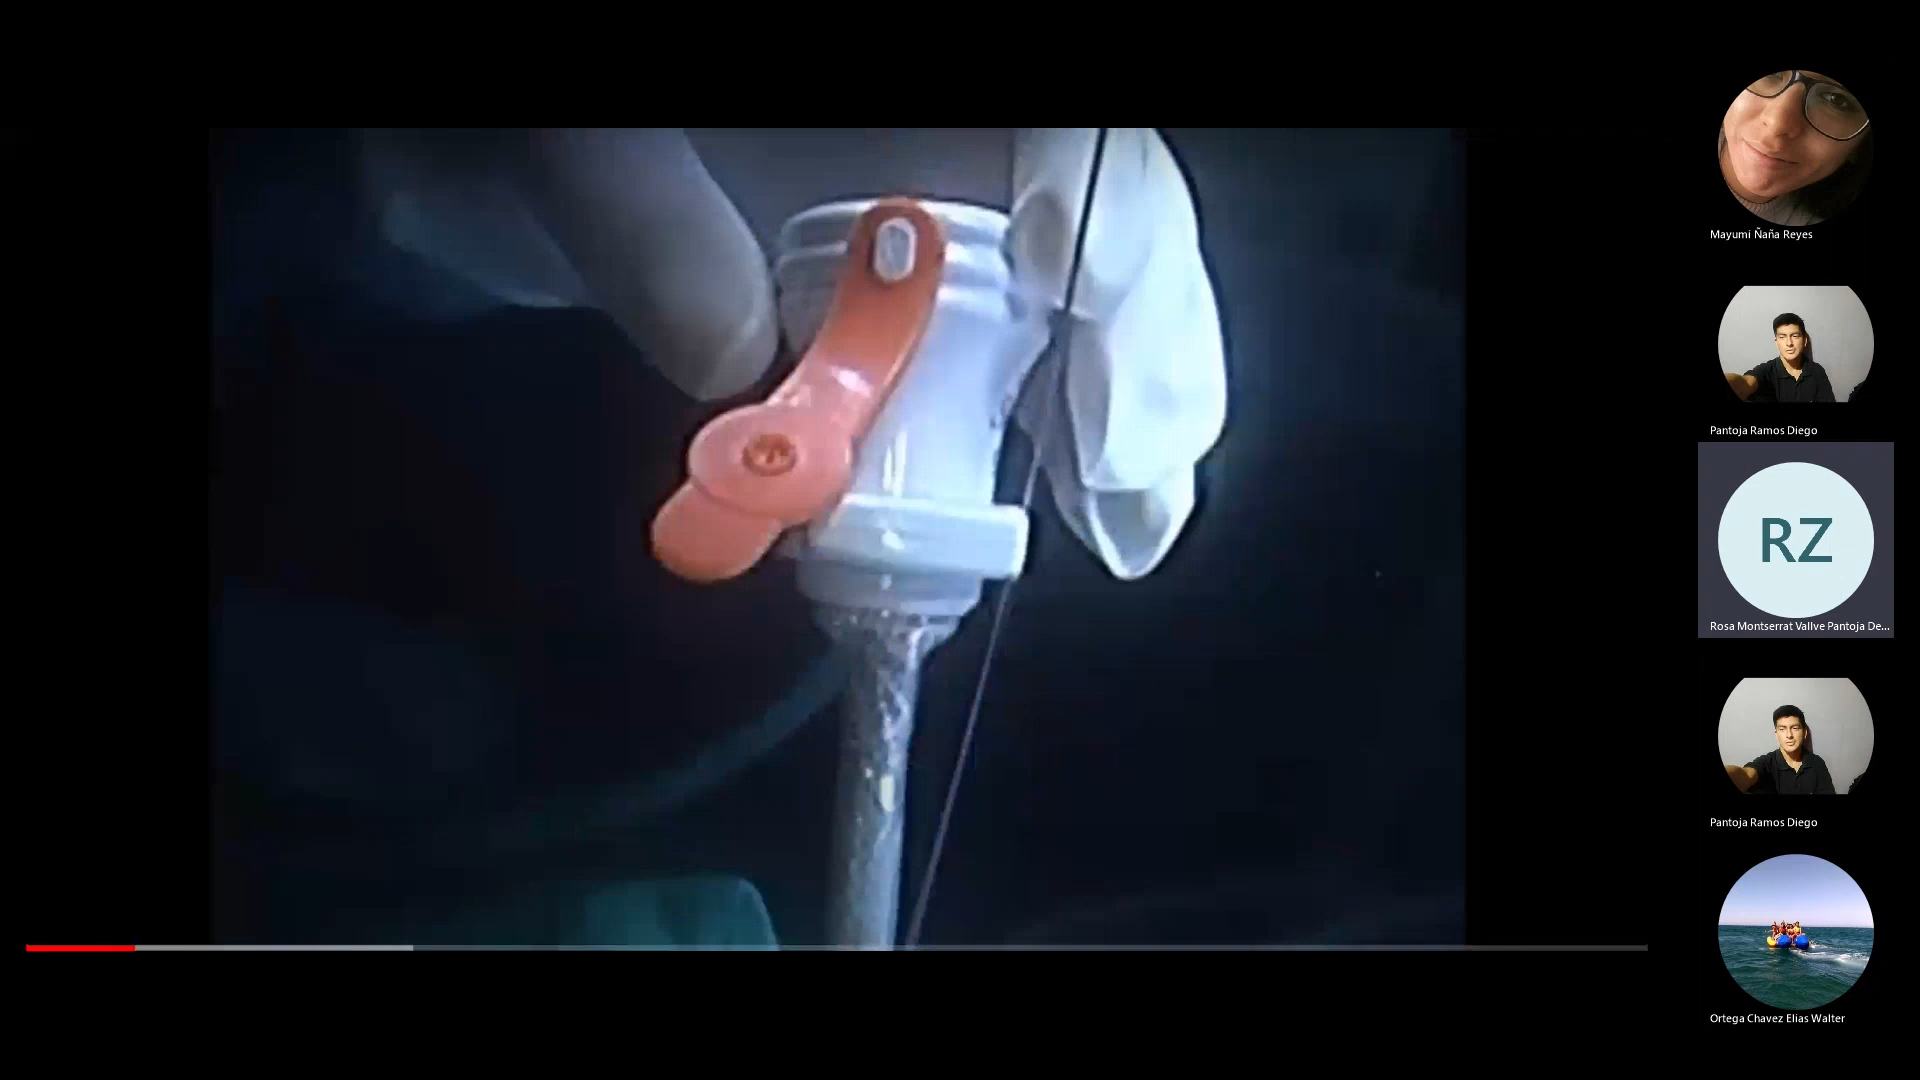 Mayumi Ñaña Reyes
Pantoja Ramos Diego
RZ
Rosa Montserrat Vallve Pantoja De...
Pantoja Ramos Diego
Ortega Chavez Elias Walter